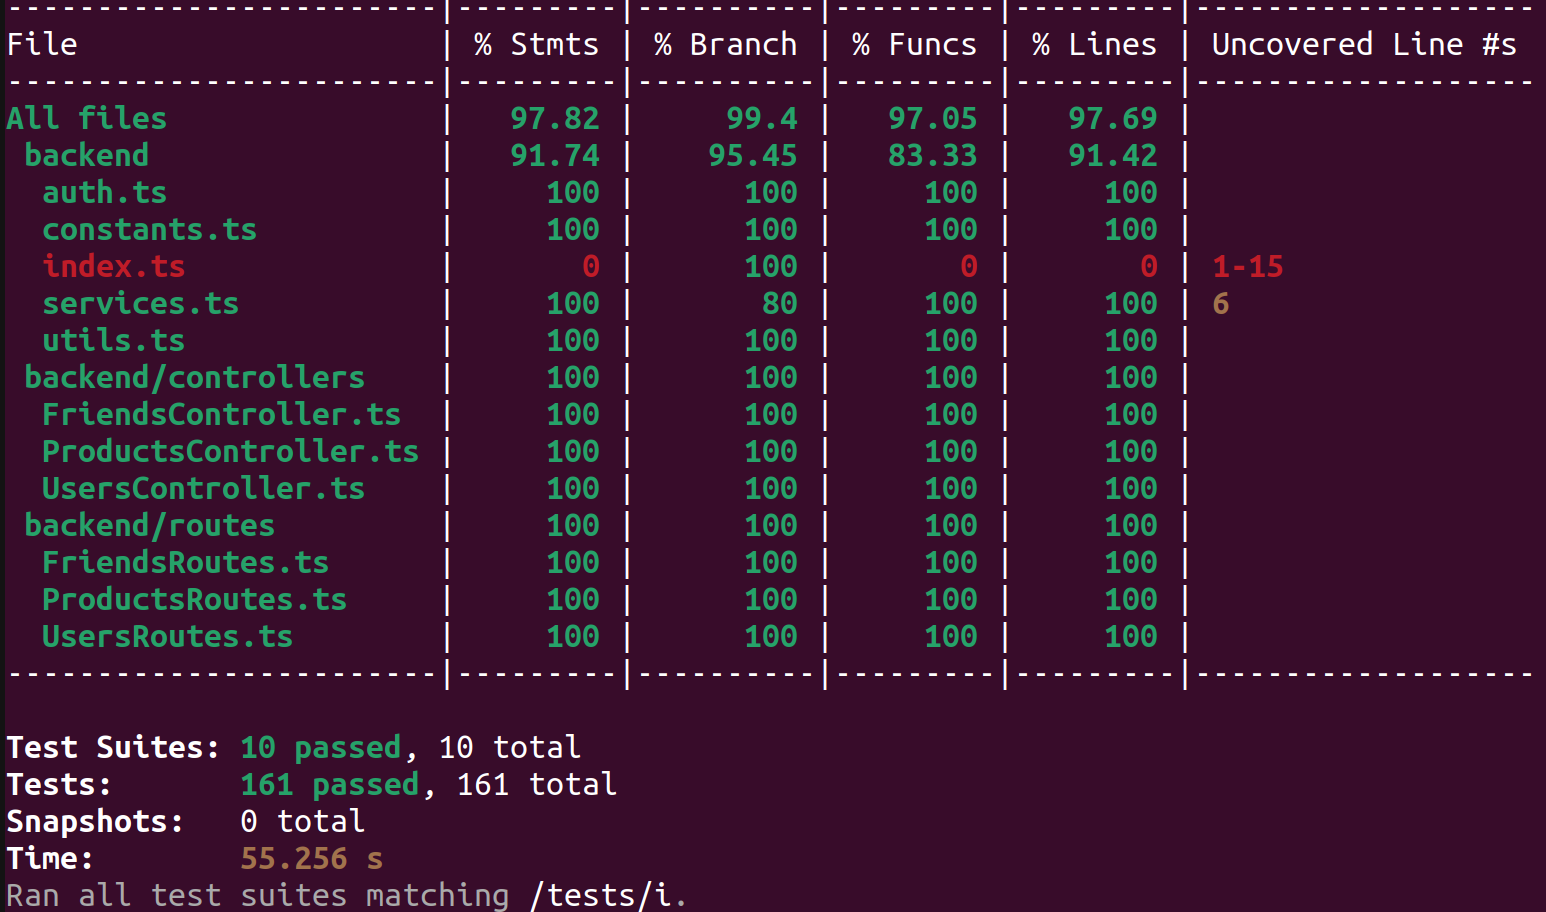 ------------------------|---------|----------|---------|---------|-------------------
File                    | % Stmts | % Branch | % Funcs | % Lines | Uncovered Line #s
------------------------|---------|----------|---------|---------|-------------------
All files               |   97.82 |     99.4 |   97.05 |   97.69 |
 backend                |   91.74 |    95.45 |   83.33 |   91.42 |
  auth.ts               |     100 |      100 |     100 |     100 |
  constants.ts          |     100 |      100 |     100 |     100 |
  index.ts              |       0 |      100 |       0 |       0 | 1-15
  services.ts           |     100 |       80 |     100 |     100 | 6
  utils.ts              |     100 |      100 |     100 |     100 |
 backend/controllers    |     100 |      100 |     100 |     100 |
  FriendsController.ts  |     100 |      100 |     100 |     100 |
  ProductsController.ts |     100 |      100 |     100 |     100 |
  UsersController.ts    |     100 |      100 |     100 |     100 |
 backend/routes         |     100 |      100 |     100 |     100 |
  FriendsRoutes.ts      |     100 |      100 |     100 |     100 |
  ProductsRoutes.ts     |     100 |      100 |     100 |     100 |
  UsersRoutes.ts        |     100 |      100 |     100 |     100 |
------------------------|---------|----------|---------|---------|-------------------
Test Suites: 10 passed, 10 total
Tests:       161 passed, 161 total
Snapshots:   0 total
Time:        55.256 s
Ran all test suites matching /tests/i.